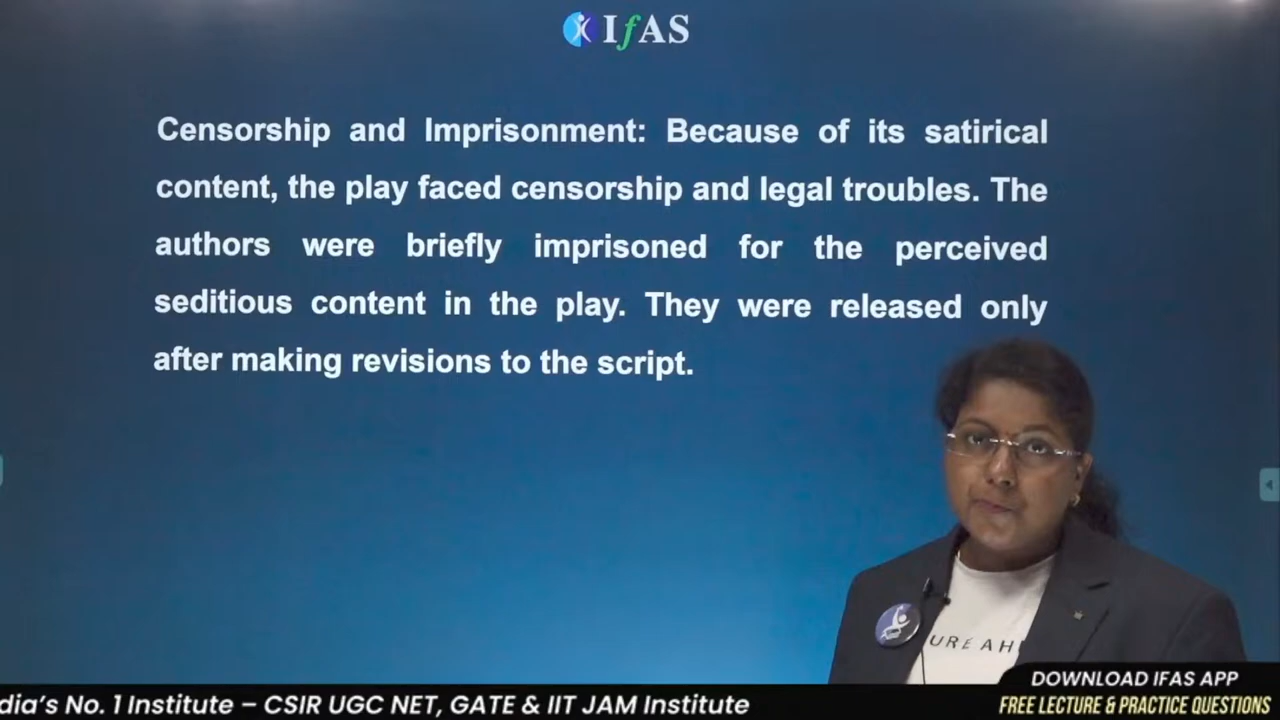 IfAS
Censorship and Imprisonment: Because of its satirical
content, the play faced censorship and legal troubles. The
authors were briefly imprisoned for the perceived
seditious content in the play. They were released only
after making revisions to the script.
URE AH
DOWNLOAD IFAS APP
dia's No. 1 Institute – CSIR UGC NET, GATE & IIT JAM Institute
FREE LECTURE & PRACTICE QUESTIONS